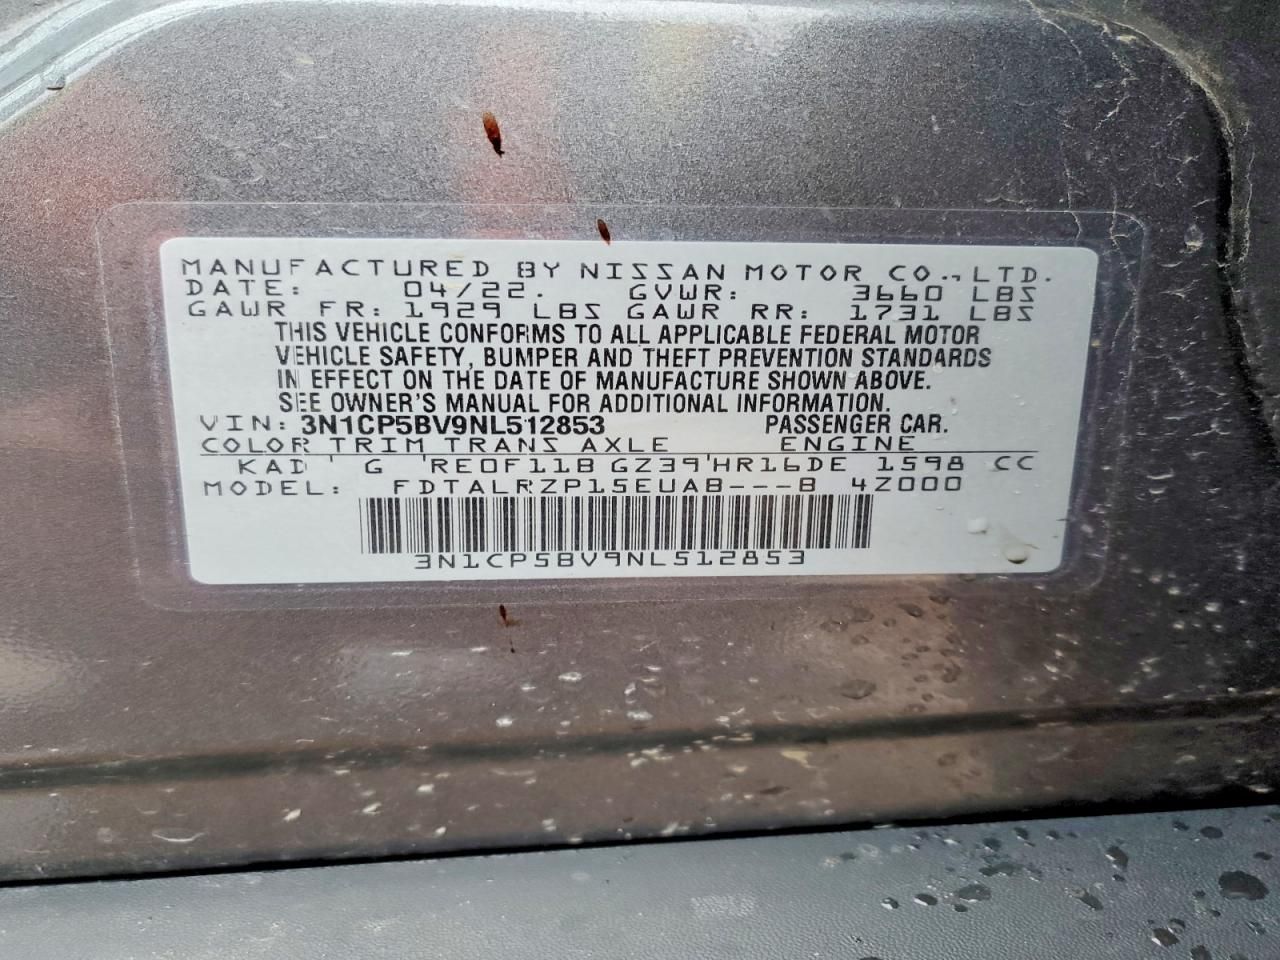 MANUFACTURED BY NISSAN MOTOR CO., LTD.
DATE: 04/22. GVWR: 3660 LBS
GAWR FR: 1929 LBS GAWR RR: 1731 LBS
THIS VEHICLE CONFORMS TO ALL APPLICABLE FEDERAL MOTOR
VEHICLE SAFETY, BUMPER AND THEFT PREVENTION STANDARDS
IN EFFECT ON THE DATE OF MANUFACTURE SHOWN ABOVE.
SEE OWNER'S MANUAL FOR ADDITIONAL INFORMATION.
VIN: 3N1CP5BV9NL512853 PASSENGER CAR.
COLOR TRIM TRANS AXLE ENGINE
KAD ' G 'RE0F11B GZ39'HR16DE 1598 CC
MODEL: FDTALRZP15EUAB---B 4Z000
3N1CP5BV9NL512853